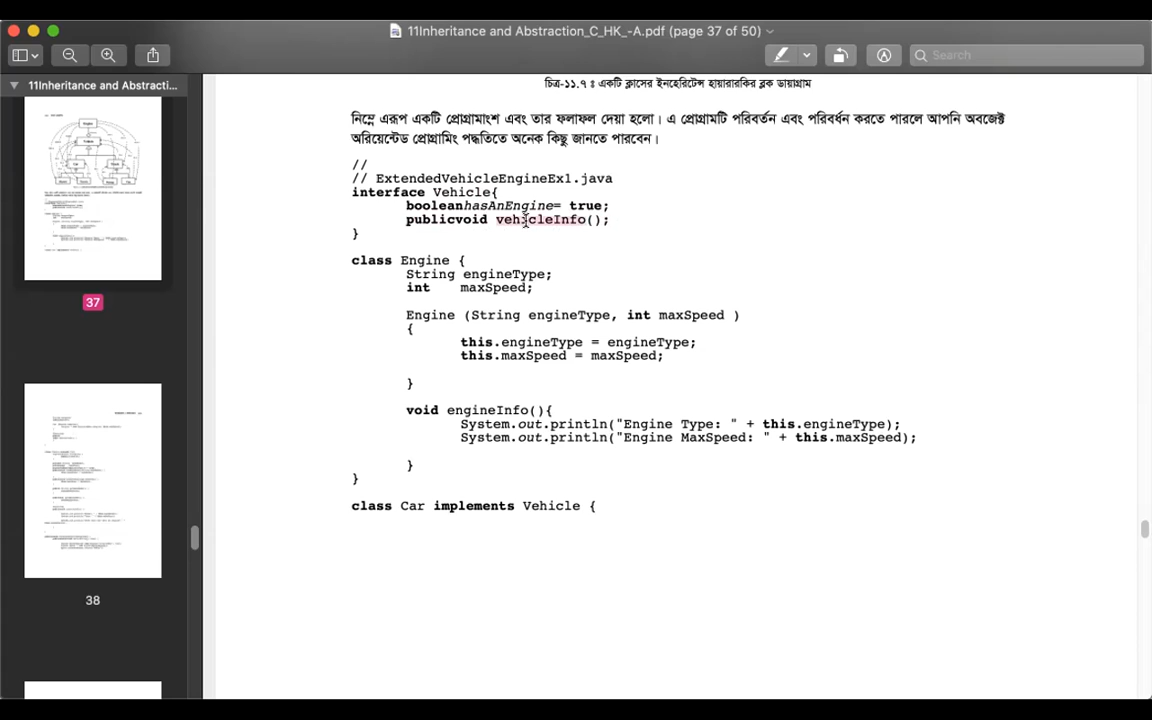 11Inheritance and Abstraction_C_HK_-A.pdf (page 37 of 50)
Search
11Inheritance and Abstracti...
37
38
চিত্র-১১.৭ ঃ একটি ক্লাসের ইনহেরিটেন্স হায়ারারকির ব্লক ডায়াগ্রাম
নিম্নে এরূপ একটি প্রোগ্রামাংশ এবং তার ফলাফল দেয়া হলো। এ প্রোগ্রামটি পরিবর্তন এবং পরিবর্ধন করতে পারলে আপনি অবজেক্ট
অরিয়েন্টেড প্রোগ্রামিং পদ্ধতিতে অনেক কিছু জানতে পারবেন।
//
// ExtendedVehicleEngineEx1.java
interface Vehicle{
booleanhasAnEngine= true;
publicvoid vehicleInfo();
}
class Engine {
String engineType;
int maxSpeed;
Engine (String engineType, int maxSpeed )
{
this.engineType = engineType;
this.maxSpeed = maxSpeed;
}
void engineInfo(){
System.out.println("Engine Type: " + this.engineType);
System.out.println("Engine MaxSpeed: " + this.maxSpeed);
}
}
class Car implements Vehicle {